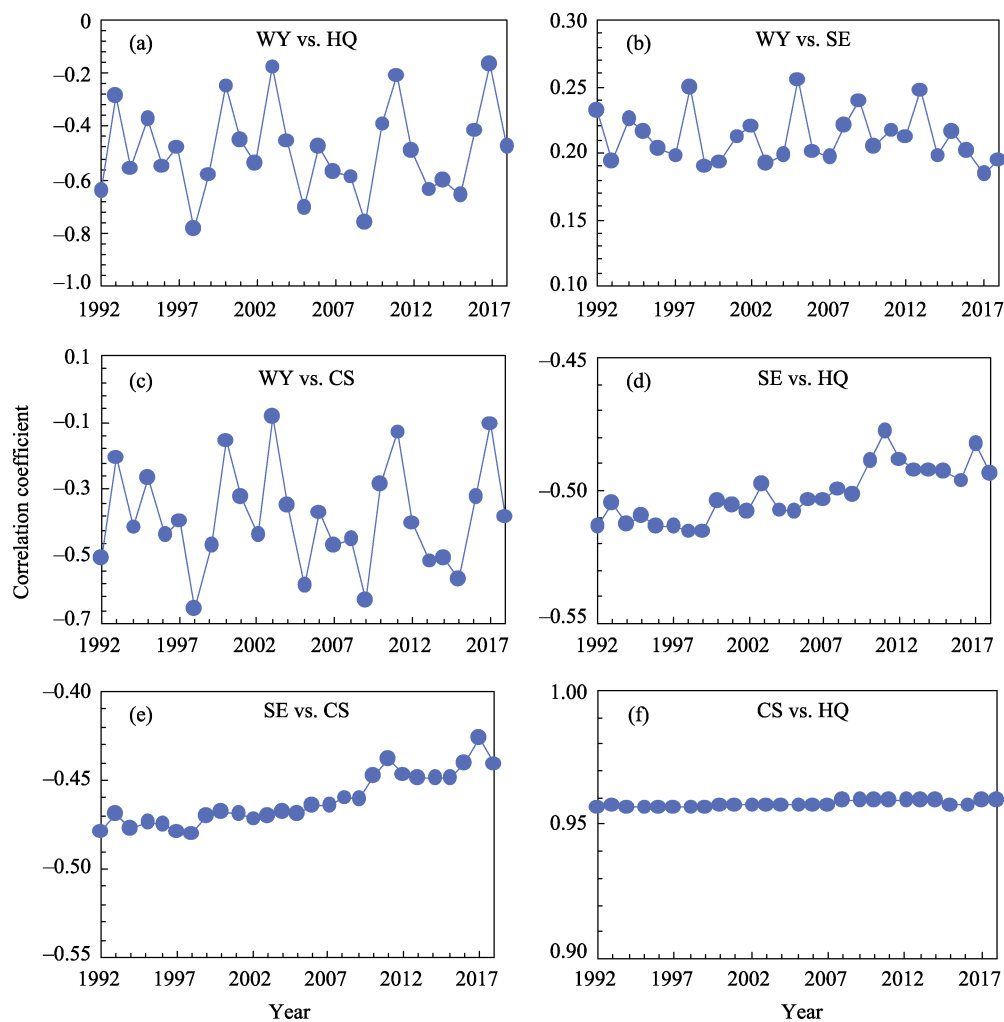 (a) WY vs. HQ
0
–0.2
–0.4
–0.6
–0.8
–1.0
1992 1997 2002 2007 2012 2017
(b) WY vs. SE
0.30
0.25
0.20
0.15
0.10
1992 1997 2002 2007 2012 2017
(c) WY vs. CS
0.1
–0.1
–0.3
–0.5
–0.7
1992 1997 2002 2007 2012 2017
(d) SE vs. HQ
–0.45
–0.50
–0.55
1992 1997 2002 2007 2012 2017
Correlation coefficient
(e) SE vs. CS
–0.40
–0.45
–0.50
–0.55
1992 1997 2002 2007 2012 2017
Year
(f) CS vs. HQ
1.00
0.95
0.90
1992 1997 2002 2007 2012 2017
Year